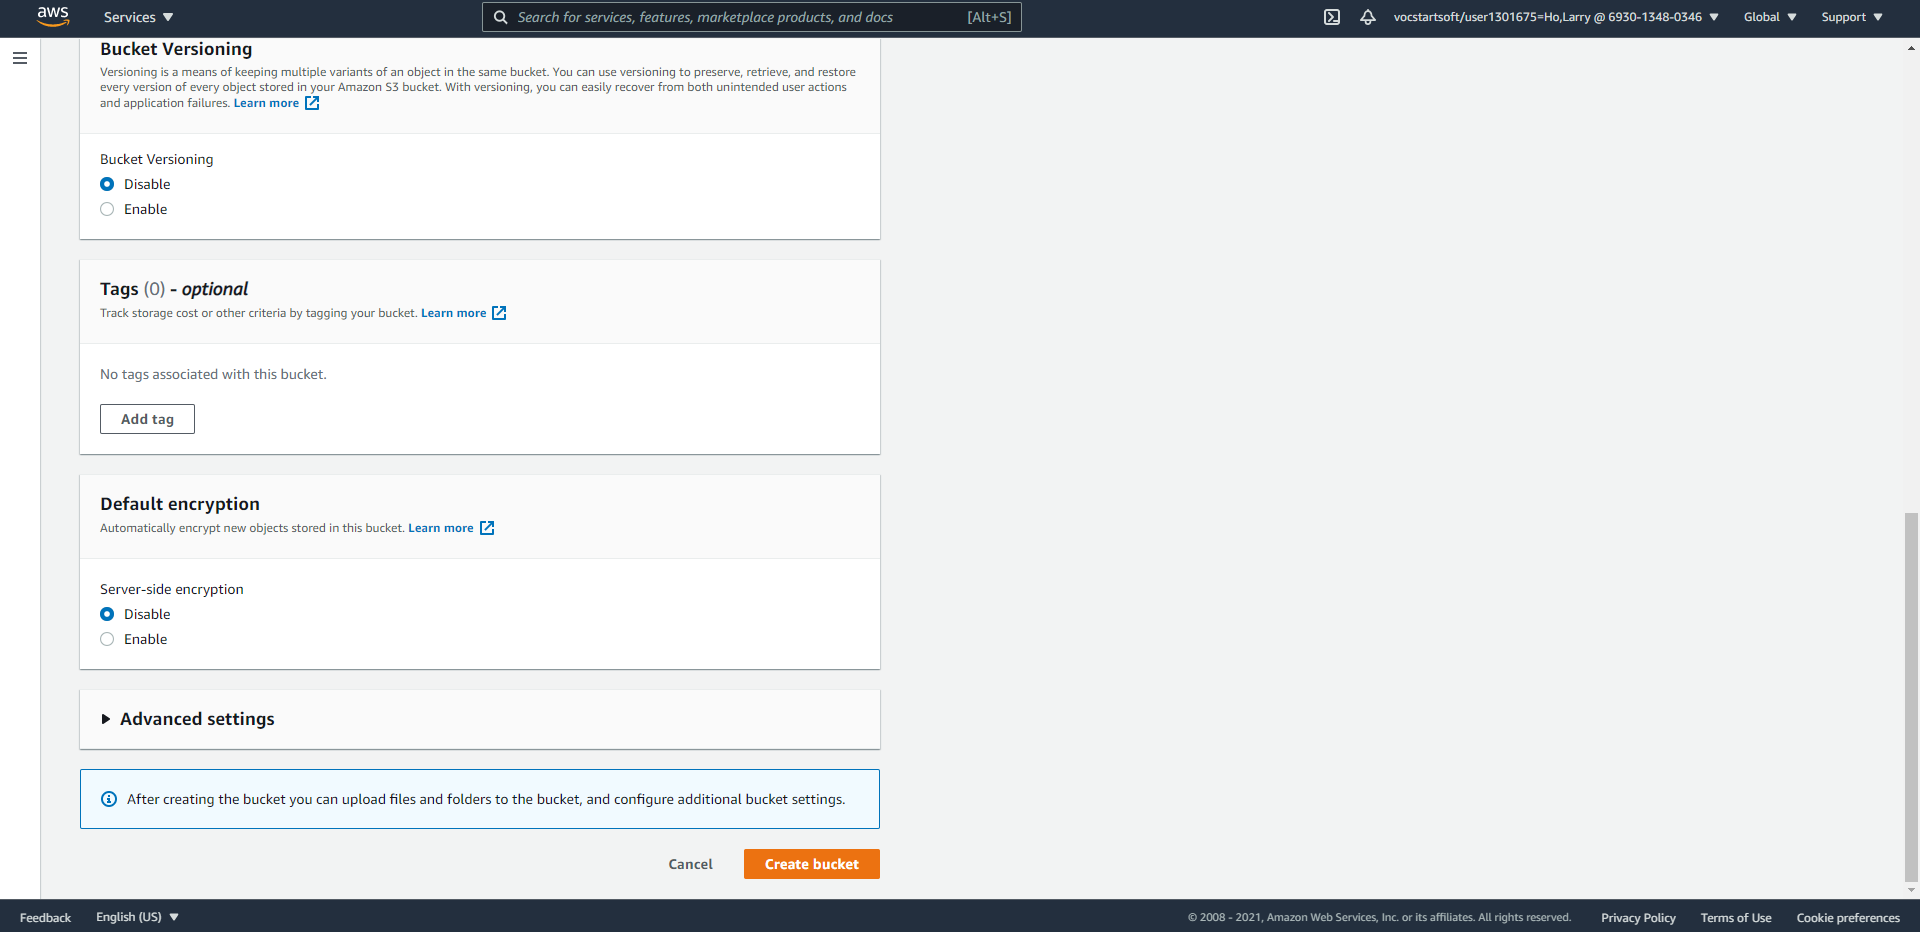 aws
Services
Search for services, features, marketplace products, and docs
[Alt+S]
vocstartsoft/user1301675=Ho,Larry @ 6930-1348-0346
Global
Support
Bucket Versioning
Versioning is a means of keeping multiple variants of an object in the same bucket. You can use versioning to preserve, retrieve, and restore
every version of every object stored in your Amazon S3 bucket. With versioning, you can easily recover from both unintended user actions
and application failures. Learn more
Bucket Versioning
Disable
Enable
Tags (0) - optional
Track storage cost or other criteria by tagging your bucket. Learn more
No tags associated with this bucket.
Add tag
Default encryption
Automatically encrypt new objects stored in this bucket. Learn more
Server-side encryption
Disable
Enable
Advanced settings
After creating the bucket you can upload files and folders to the bucket, and configure additional bucket settings.
Cancel
Create bucket
Feedback
English (US)
© 2008 - 2021, Amazon Web Services, Inc. or its affiliates. All rights reserved.
Privacy Policy
Terms of Use
Cookie preferences